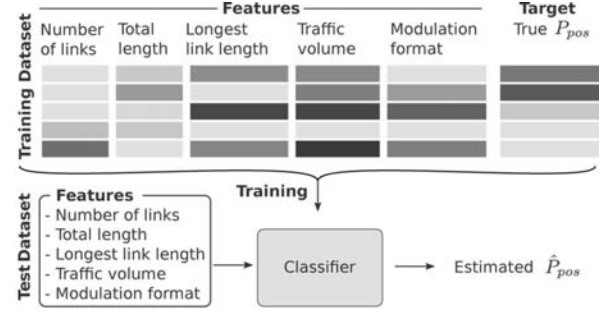 Features
Target
Number of links
Total length
Longest link length
Traffic volume
Modulation format
True P_pos
Training Dataset
Training
Test Dataset
Features
- Number of links
- Total length
- Longest link length
- Traffic volume
- Modulation format
Classifier
Estimated P̂_pos